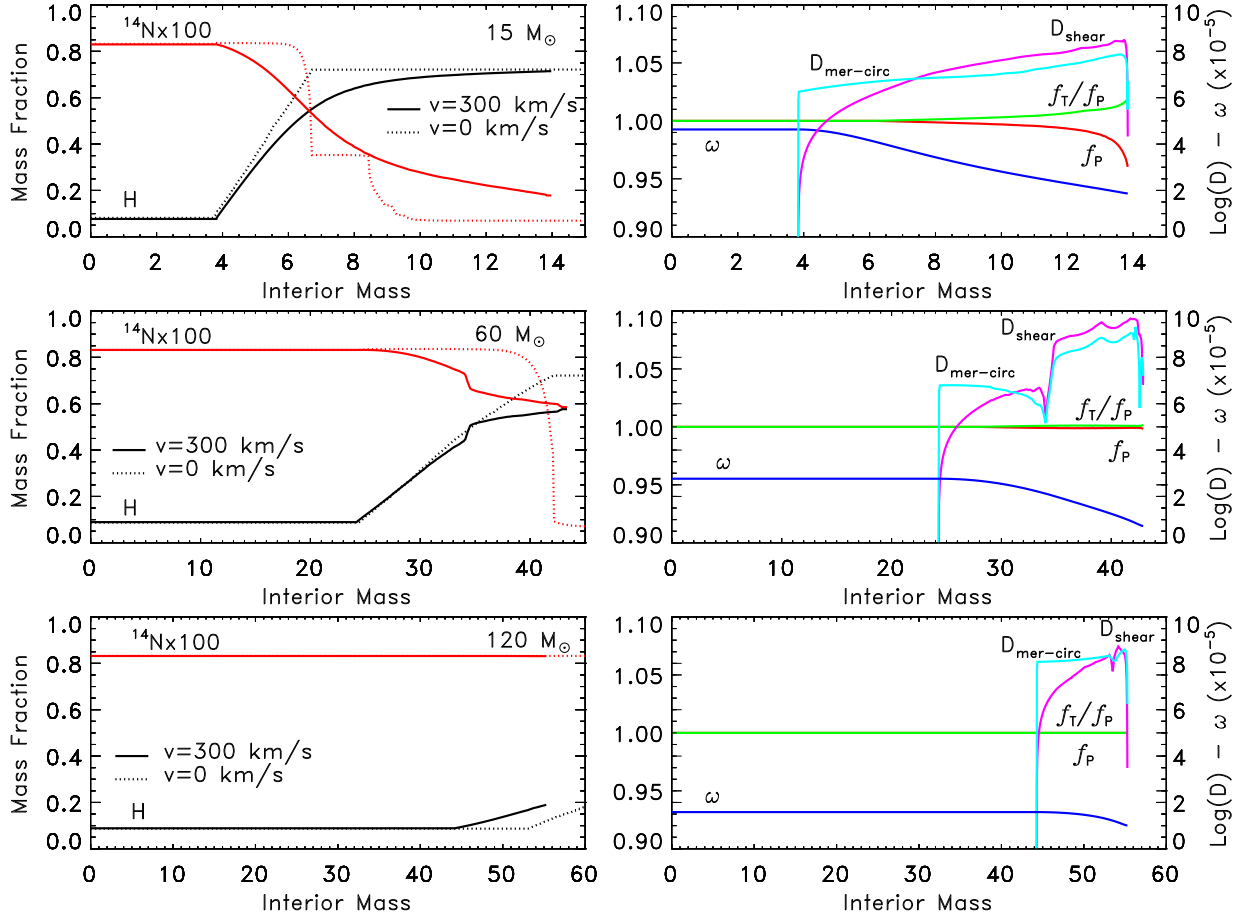 ¹⁴Nx100
15 M☉
v=300 km/s
v=0 km/s
H
Mass Fraction
1.0
0.8
0.6
0.4
0.2
0.0
0 2 4 6 8 10 12 14
Interior Mass
D_shear
D_mer-circ
f_T/f_P
f_P
ω
1.10
1.05
1.00
0.95
0.90
10
8
6
4
2
0
Log(D) – ω (x10⁻⁵)
0 2 4 6 8 10 12 14
Interior Mass
¹⁴Nx100
60 M☉
v=300 km/s
v=0 km/s
H
Mass Fraction
1.0
0.8
0.6
0.4
0.2
0.0
0 10 20 30 40
Interior Mass
D_shear
D_mer-circ
f_T/f_P
f_P
ω
1.10
1.05
1.00
0.95
0.90
10
8
6
4
2
0
Log(D) – ω (x10⁻⁵)
0 10 20 30 40
Interior Mass
¹⁴Nx100
120 M☉
v=300 km/s
v=0 km/s
H
Mass Fraction
1.0
0.8
0.6
0.4
0.2
0.0
0 10 20 30 40 50 60
Interior Mass
D_shear
D_mer-circ
f_T/f_P
f_P
ω
1.10
1.05
1.00
0.95
0.90
10
8
6
4
2
0
Log(D) – ω (x10⁻⁵)
0 10 20 30 40 50 60
Interior Mass